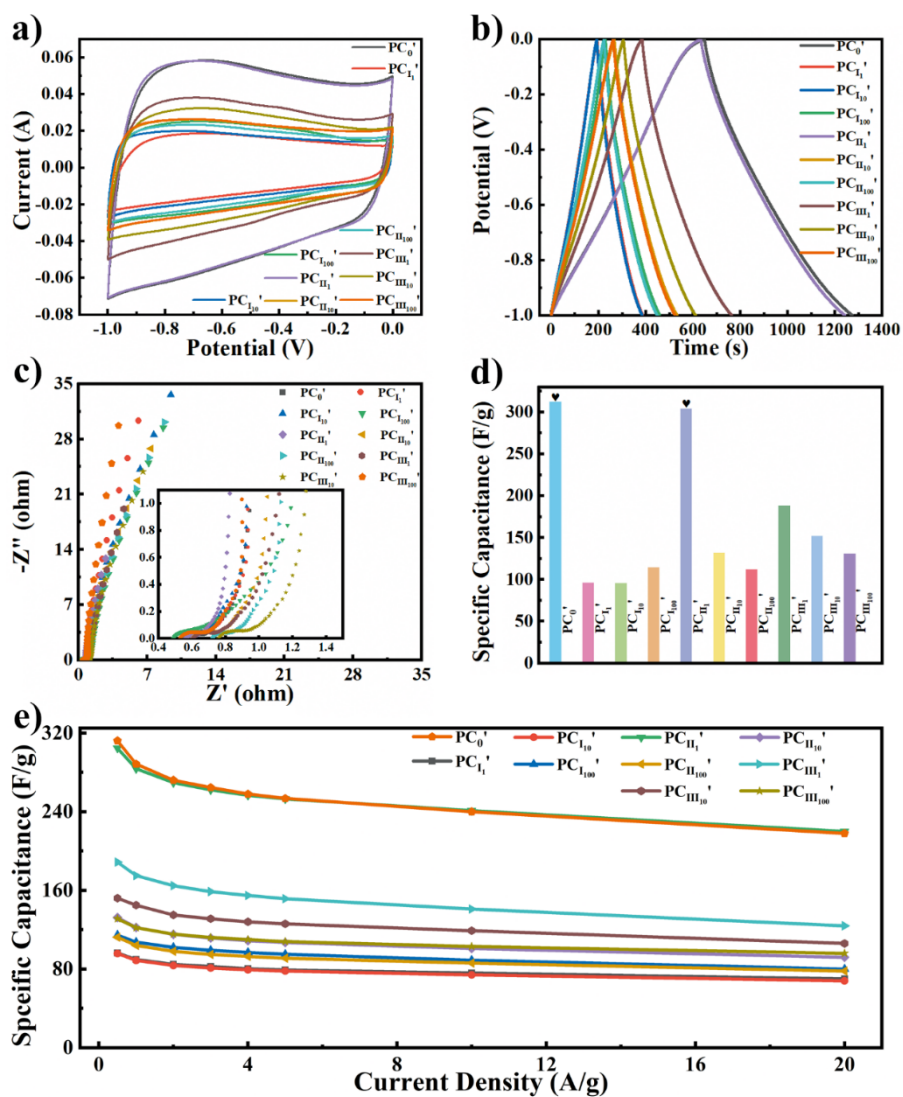 a)
0.06
0.04
0.02
0.00
-0.02
-0.04
-0.06
-0.08
Current (A)
PC0'
PCI1'
PCII100'
PCI100'
PCIII1'
PCII1'
PCIII10'
PCI10'
PCII10'
PCIII100'
-1.0
-0.8
-0.6
-0.4
-0.2
0.0
Potential (V)
b)
0.0
-0.2
-0.4
-0.6
-0.8
-1.0
Potential (V)
PC0'
PCI1'
PCI10'
PCI100'
PCII1'
PCII10'
PCII100'
PCIII1'
PCIII10'
PCIII100'
0
200
400
600
800
1000
1200
1400
Time (s)
c)
35
28
21
14
7
0
-Z'' (ohm)
PC0'
PCI1'
PCI10'
PCI100'
PCII1'
PCII10'
PCII100'
PCIII1'
PCIII10'
PCIII100'
1.0
0.8
0.6
0.4
0.2
0.0
0.4
0.6
0.8
1.0
1.2
1.4
7
14
21
28
35
Z' (ohm)
d)
300
250
200
150
100
50
0
Specific Capacitance (F/g)
♥
♥
PC0'
PCI1'
PCI10'
PCI100'
PCII1'
PCII10'
PCII100'
PCIII1'
PCIII10'
PCIII100'
e)
320
240
160
80
0
Spceific Capacitance (F/g)
PC0'
PCI10'
PCII1'
PCII10'
PCI1'
PCI100'
PCII100'
PCIII1'
PCIII10'
PCIII100'
0
4
8
12
16
20
Current Density (A/g)